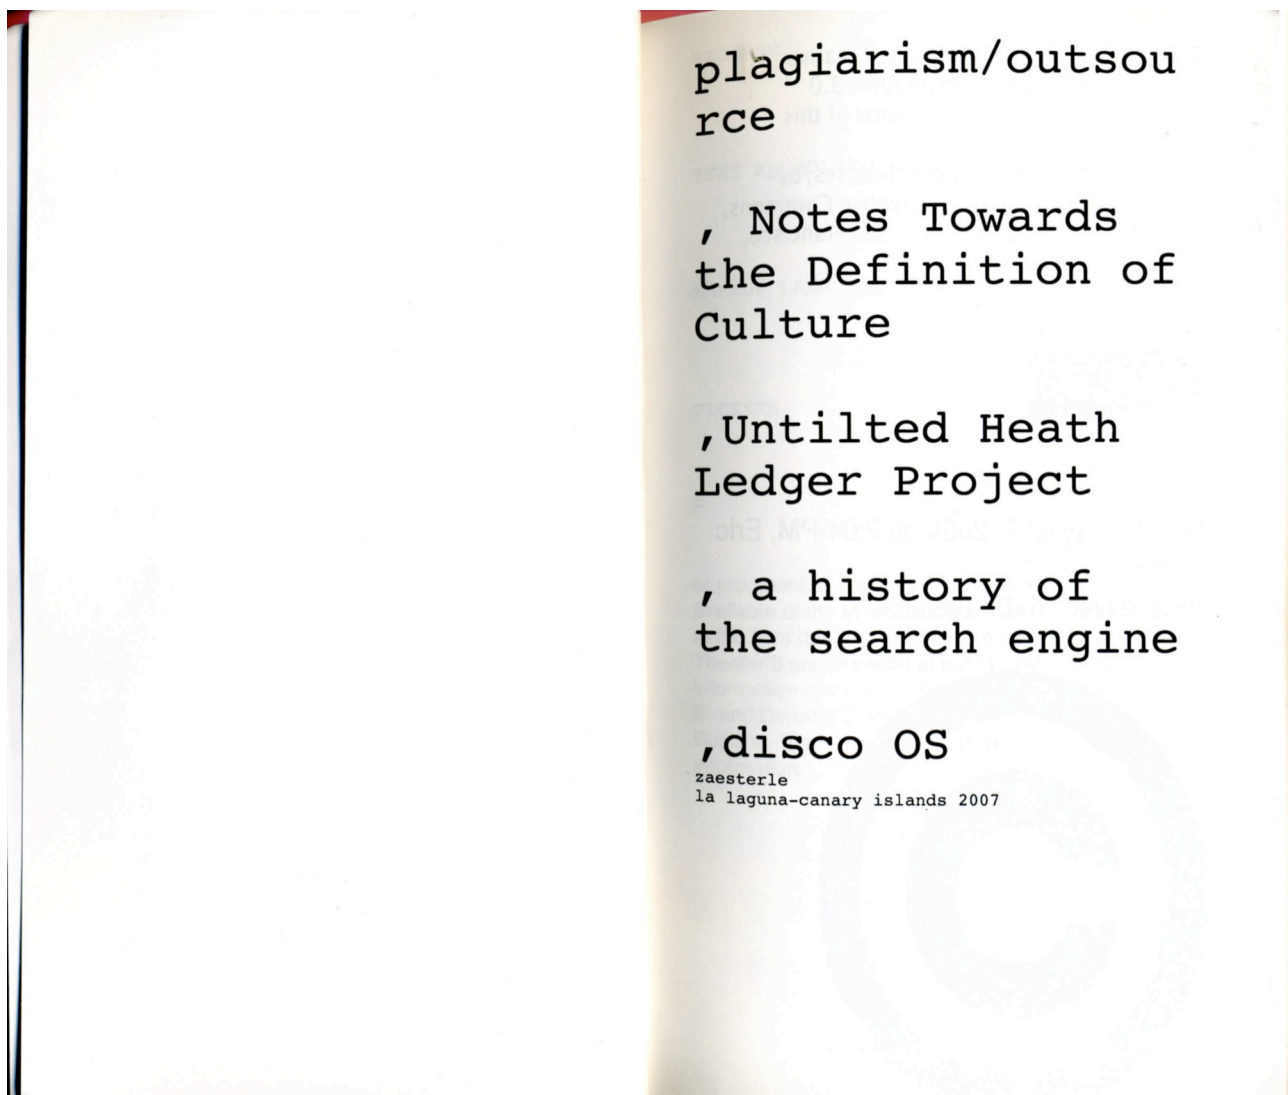 plagiarism/outsou
rce
, Notes Towards
the Definition of
Culture
,Untilted Heath
Ledger Project
, a history of
the search engine
,disco OS
zaesterle
la laguna-canary islands 2007